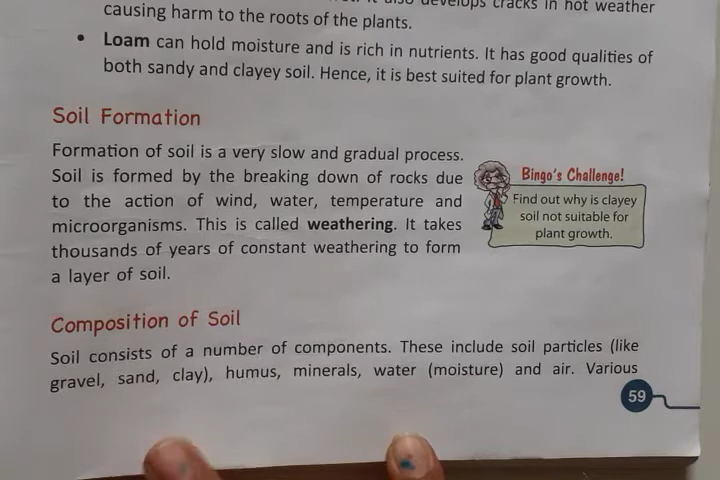 also develops cracks in hot weather
causing harm to the roots of the plants.
• Loam can hold moisture and is rich in nutrients. It has good qualities of
both sandy and clayey soil. Hence, it is best suited for plant growth.
Soil Formation
Formation of soil is a very slow and gradual process.
Soil is formed by the breaking down of rocks due
to the action of wind, water, temperature and
microorganisms. This is called weathering. It takes
thousands of years of constant weathering to form
a layer of soil.
Bingo's Challenge!
Find out why is clayey
soil not suitable for
plant growth.
Composition of Soil
Soil consists of a number of components. These include soil particles (like
gravel, sand, clay), humus, minerals, water (moisture) and air. Various
59